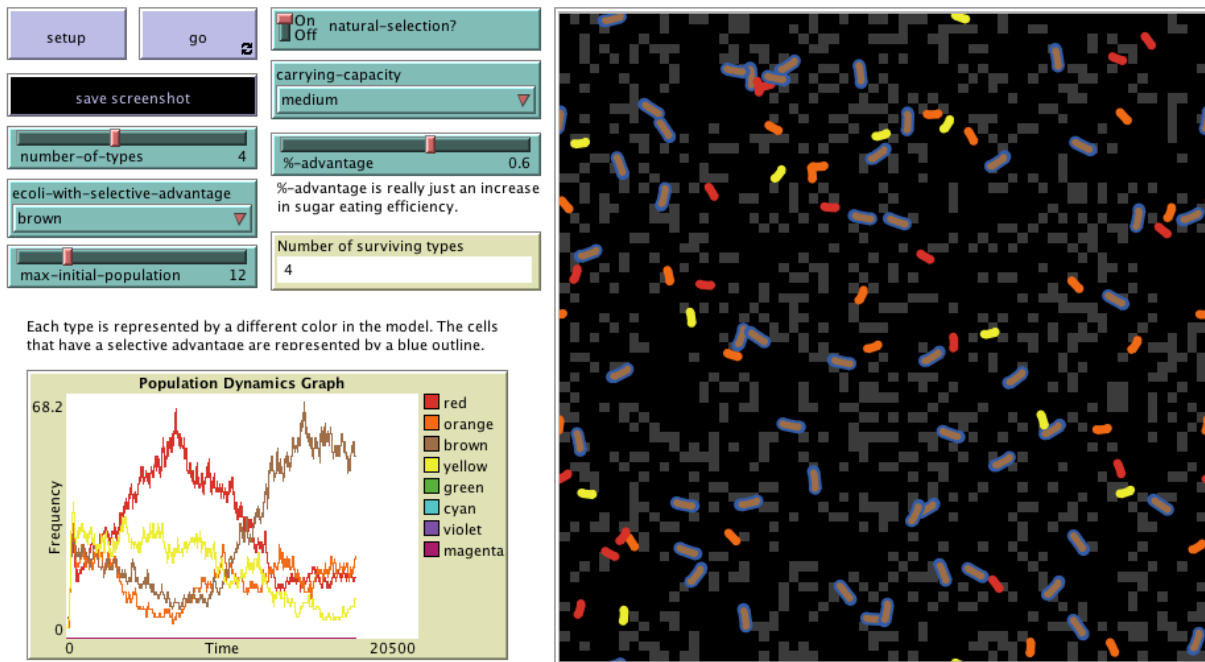 setup
go
On
Off
natural-selection?
save screenshot
carrying-capacity
medium
number-of-types 4
%-advantage 0.6
ecoli-with-selective-advantage
brown
%-advantage is really just an increase
in sugar eating efficiency.
max-initial-population 12
Number of surviving types
4
Each type is represented by a different color in the model. The cells
that have a selective advantage are represented by a blue outline.
Population Dynamics Graph
68.2
Frequency
0
0
Time
20500
red
orange
brown
yellow
green
cyan
violet
magenta